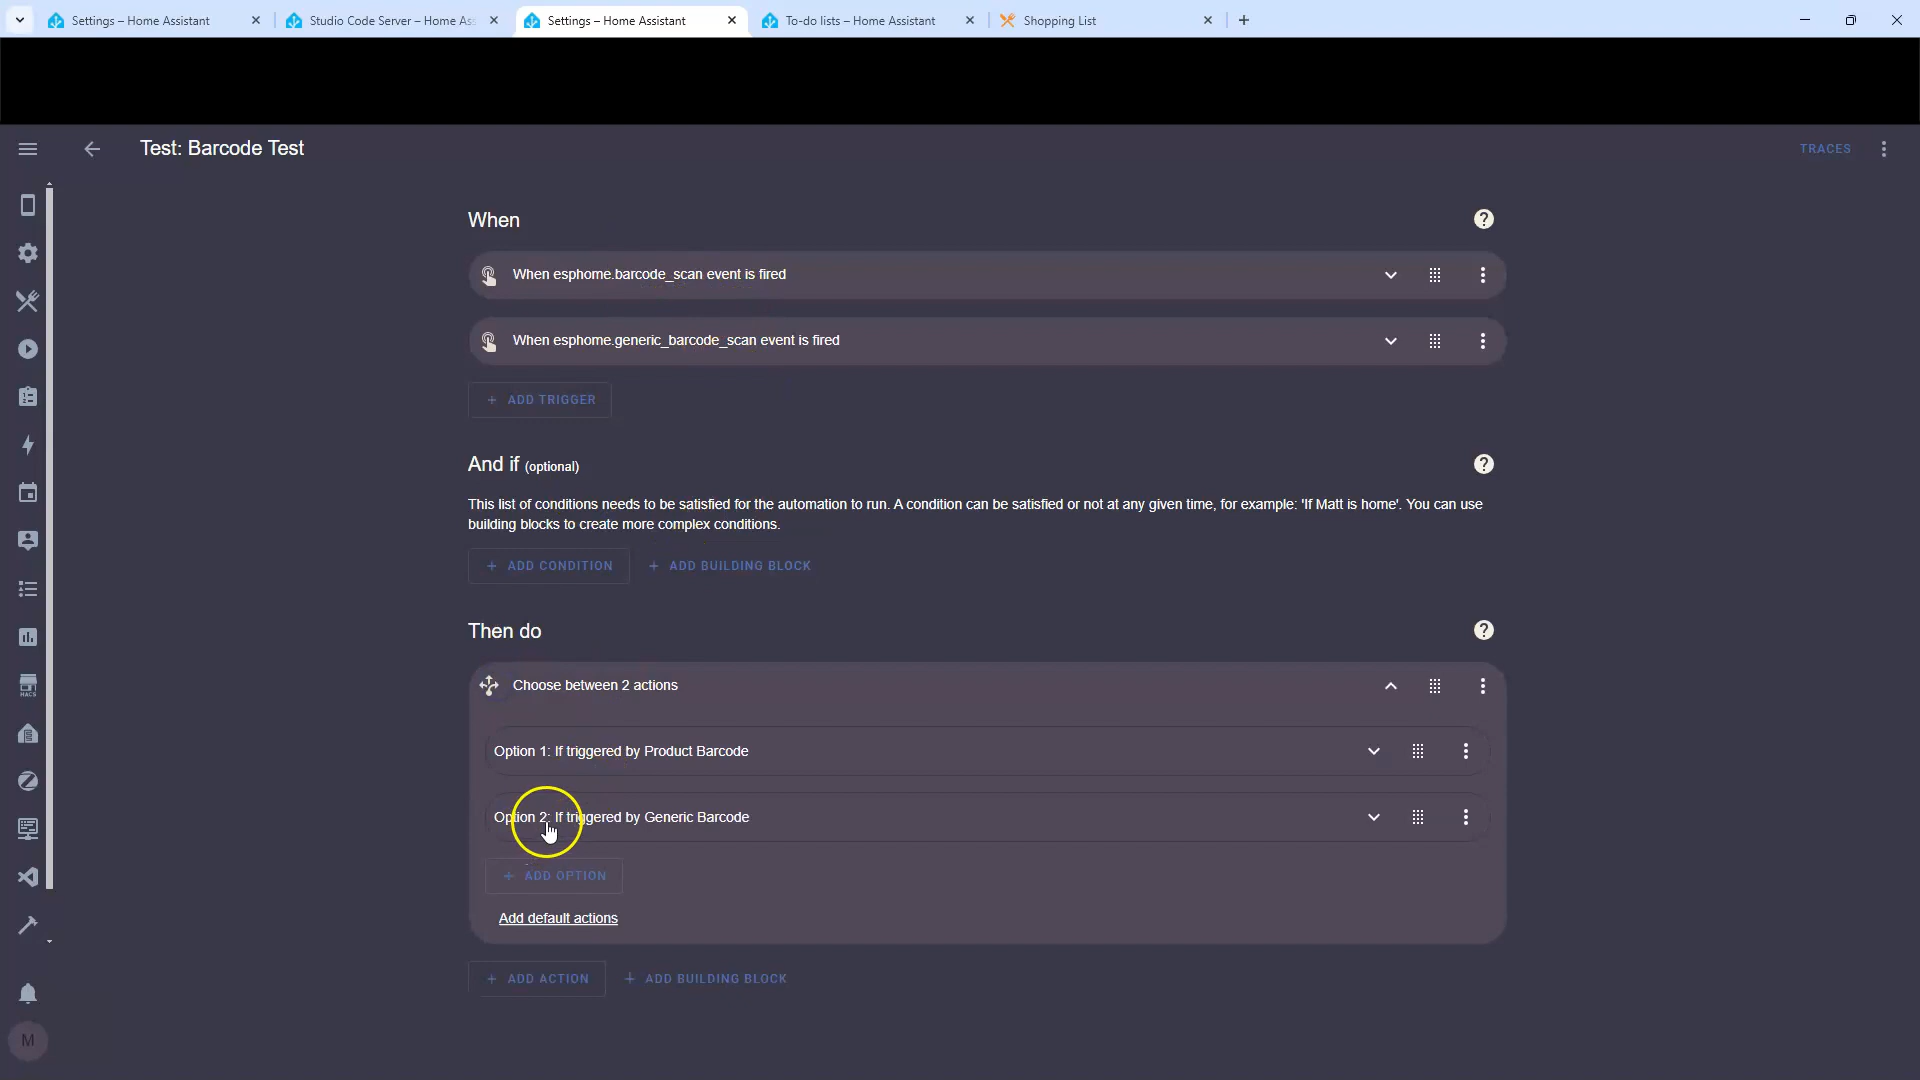 Settings – Home Assistant
Studio Code Server – Home As
Settings – Home Assistant
To-do lists – Home Assistant
Shopping List
Test: Barcode Test
TRACES
When
When esphome.barcode_scan event is fired
When esphome.generic_barcode_scan event is fired
+ ADD TRIGGER
And if (optional)
This list of conditions needs to be satisfied for the automation to run. A condition can be satisfied or not at any given time, for example: 'If Matt is home'. You can use
building blocks to create more complex conditions.
+ ADD CONDITION
+ ADD BUILDING BLOCK
Then do
Choose between 2 actions
Option 1: If triggered by Product Barcode
Option 2: If triggered by Generic Barcode
+ ADD OPTION
Add default actions
+ ADD ACTION
+ ADD BUILDING BLOCK
HACS
M